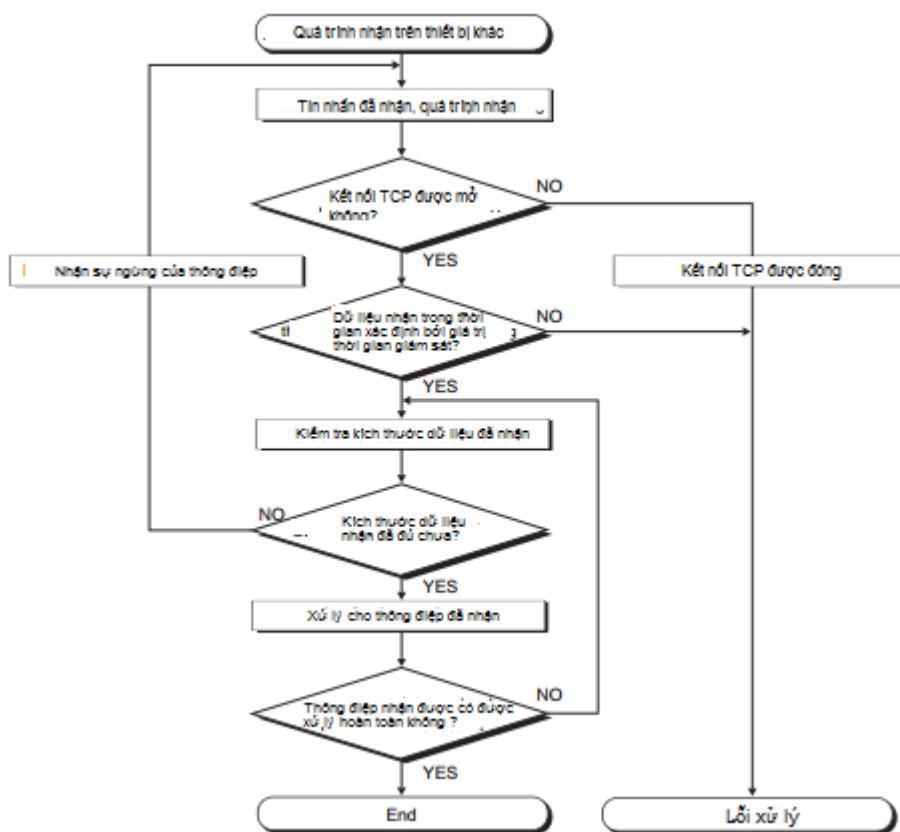 Quá trình nhận trên thiết bị khác
Tin nhắn đã nhận, quá trình nhận
Kết nối TCP được mở
không?
NO
YES
Nhận sự ngừng của thông điệp
Kết nối TCP được đóng
Dữ liệu nhận trong thời
gian xác định bởi giá trị
thời gian giám sát?
NO
YES
Kiểm tra kích thước dữ liệu đã nhận
NO
Kích thước dữ liệu
nhận đã đủ chưa?
YES
Xử lý cho thông điệp đã nhận
Thông điệp nhận được có được
xử lý hoàn toàn không ?
NO
YES
End
Lỗi xử lý